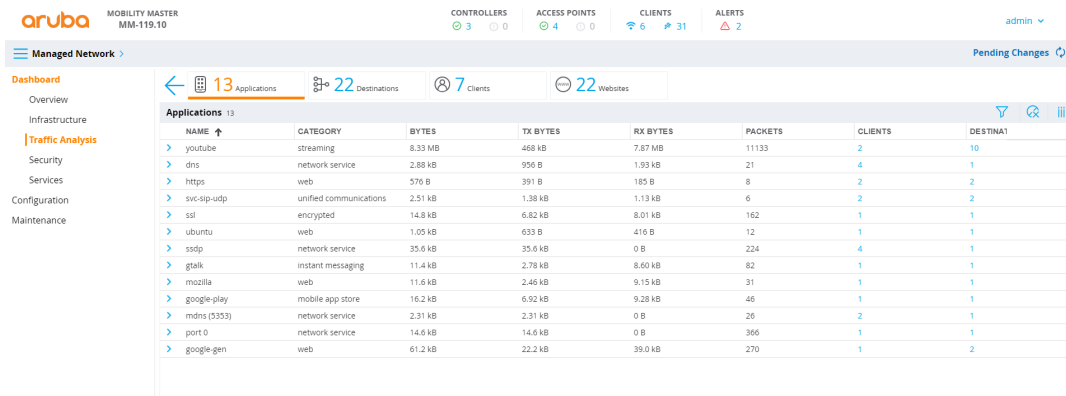 aruba
MOBILITY MASTER
MM-119.10
CONTROLLERS
3 0
ACCESS POINTS
4 0
CLIENTS
6 31
ALERTS
2
admin
Managed Network
Pending Changes
Dashboard
Overview
Infrastructure
Traffic Analysis
Security
Services
Configuration
Maintenance
13 Applications
22 Destinations
7 Clients
22 Websites
Applications 13
NAME CATEGORY BYTES TX BYTES RX BYTES PACKETS CLIENTS DESTINAT
youtube streaming 8.33 MB 468 kB 7.87 MB 11133 2 10
dns network service 2.88 kB 956 B 1.93 kB 21 4 1
https web 576 B 391 B 185 B 8 2 2
svc-sip-udp unified communications 2.51 kB 1.38 kB 1.13 kB 6 2 2
ssl encrypted 14.8 kB 6.82 kB 8.01 kB 162 1 1
ubuntu web 1.05 kB 633 B 416 B 12 1 1
ssdp network service 35.6 kB 35.6 kB 0 B 224 4 1
gtalk instant messaging 11.4 kB 2.78 kB 8.60 kB 82 1 1
mozilla web 11.6 kB 2.46 kB 9.15 kB 31 1 1
google-play mobile app store 16.2 kB 6.92 kB 9.28 kB 46 1 1
mdns (5353) network service 2.31 kB 2.31 kB 0 B 26 2 1
port 0 network service 14.6 kB 14.6 kB 0 B 366 1 1
google-gen web 61.2 kB 22.2 kB 39.0 kB 270 1 2